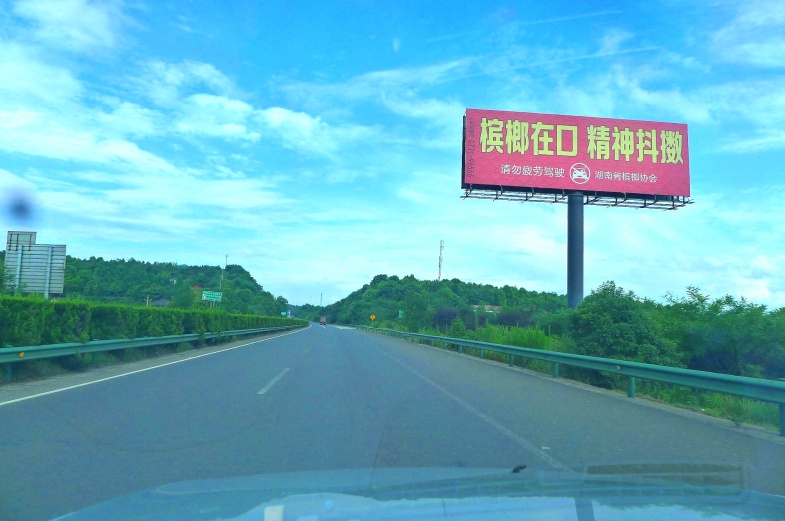 槟榔在口 精神抖擞
请勿疲劳驾驶 湖南省槟榔协会